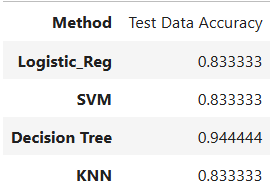 Method Test Data Accuracy
Logistic_Reg 0.833333
SVM 0.833333
Decision Tree 0.944444
KNN 0.833333